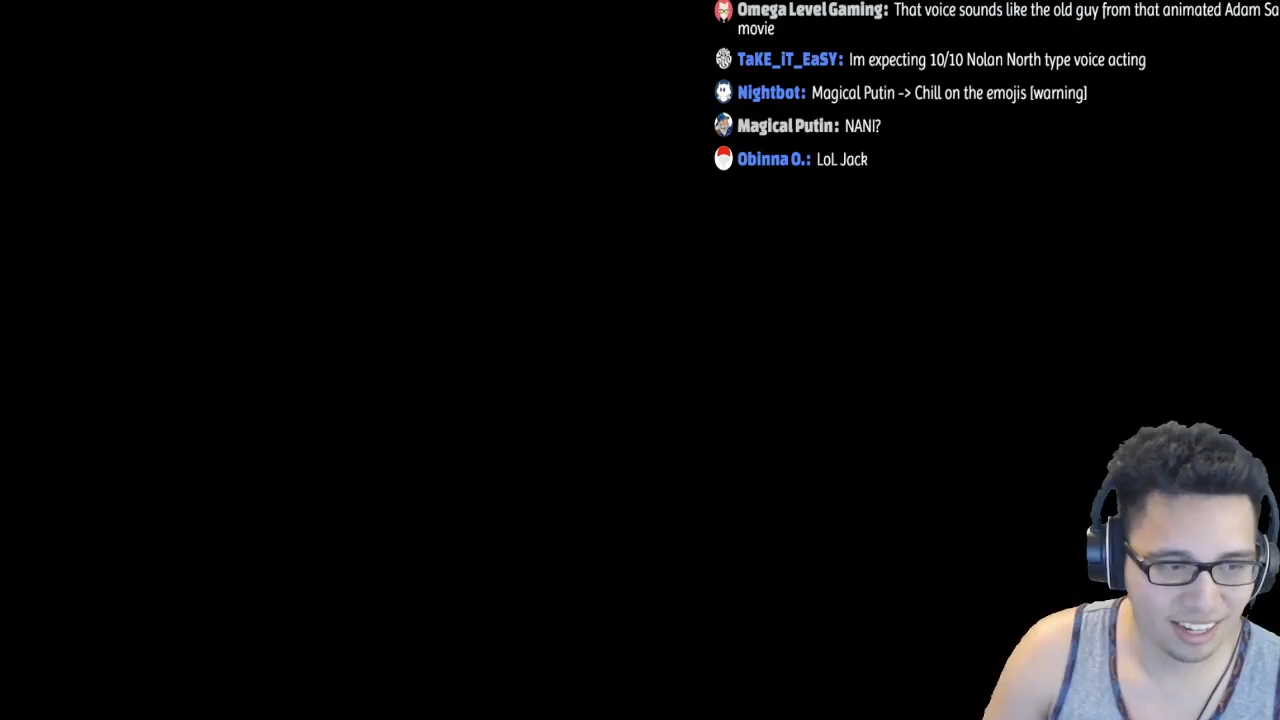 Omega Level Gaming: That voice sounds like the old guy from that animated Adam Sa
movie
TaKE_iT_EaSY: Im expecting 10/10 Nolan North type voice acting
Nightbot: Magical Putin -> Chill on the emojis [warning]
Magical Putin: NANI?
Obinna O.: LoL Jack